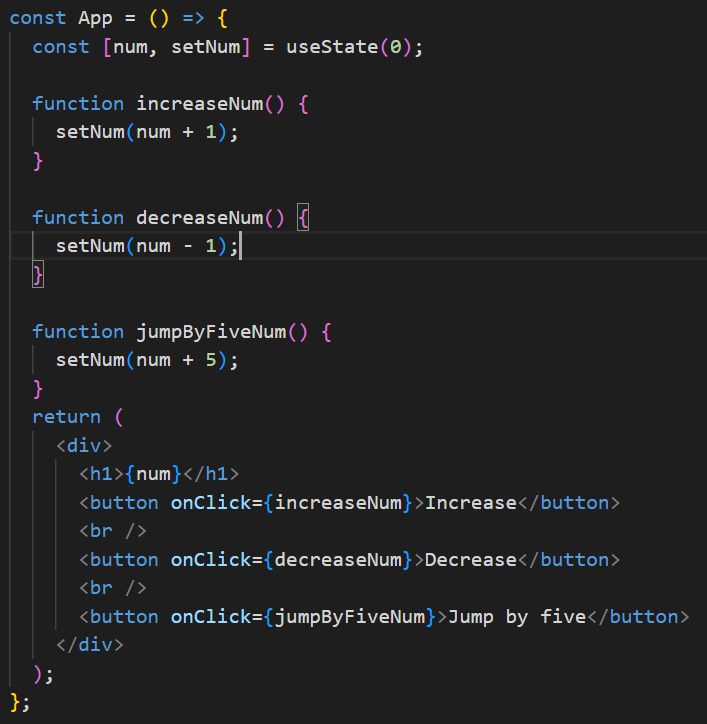 const App = () => {
  const [num, setNum] = useState(0);

  function increaseNum() {
    setNum(num + 1);
  }

  function decreaseNum() {
    setNum(num - 1);
  }

  function jumpByFiveNum() {
    setNum(num + 5);
  }
  return (
    <div>
      <h1>{num}</h1>
      <button onClick={increaseNum}>Increase</button>
      <br />
      <button onClick={decreaseNum}>Decrease</button>
      <br />
      <button onClick={jumpByFiveNum}>Jump by five</button>
    </div>
  );
};